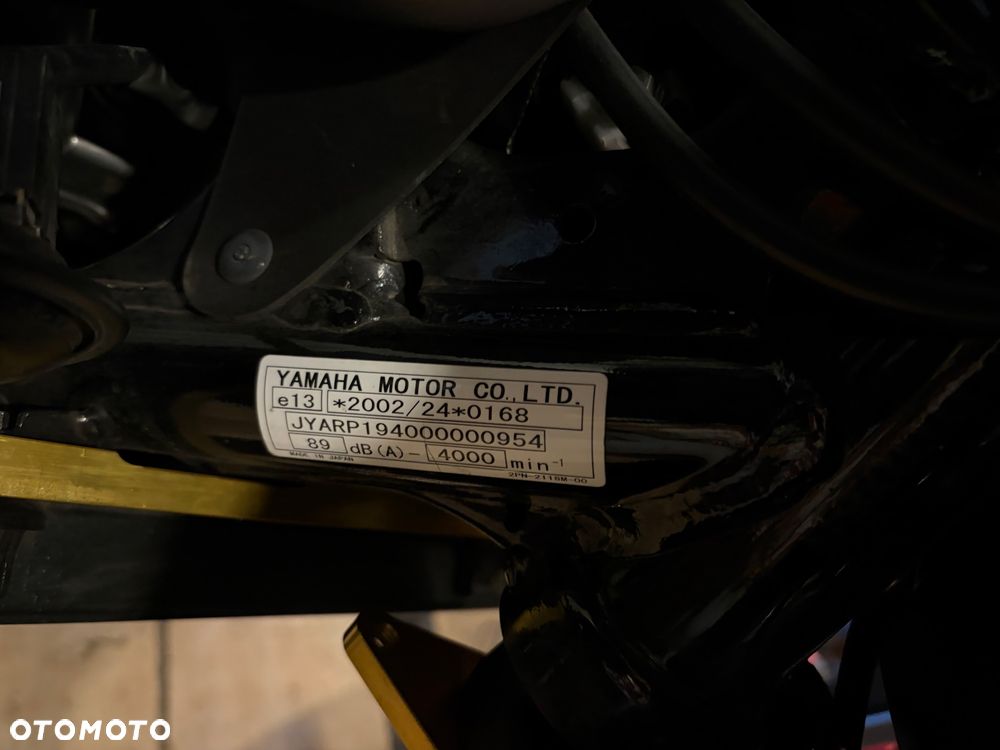 YAMAHA MOTOR CO.,LTD.
e13 *2002/24*0168
JYARP194000000954
89 dB(A)- 4000 min-1
MADE IN JAPAN 2PN-2118M-00
OTOMOTO